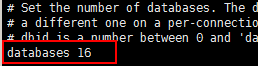 # Set the number of databases. The d
# a different one on a per-connectio
# dbid is a number between 0 and 'da
databases 16